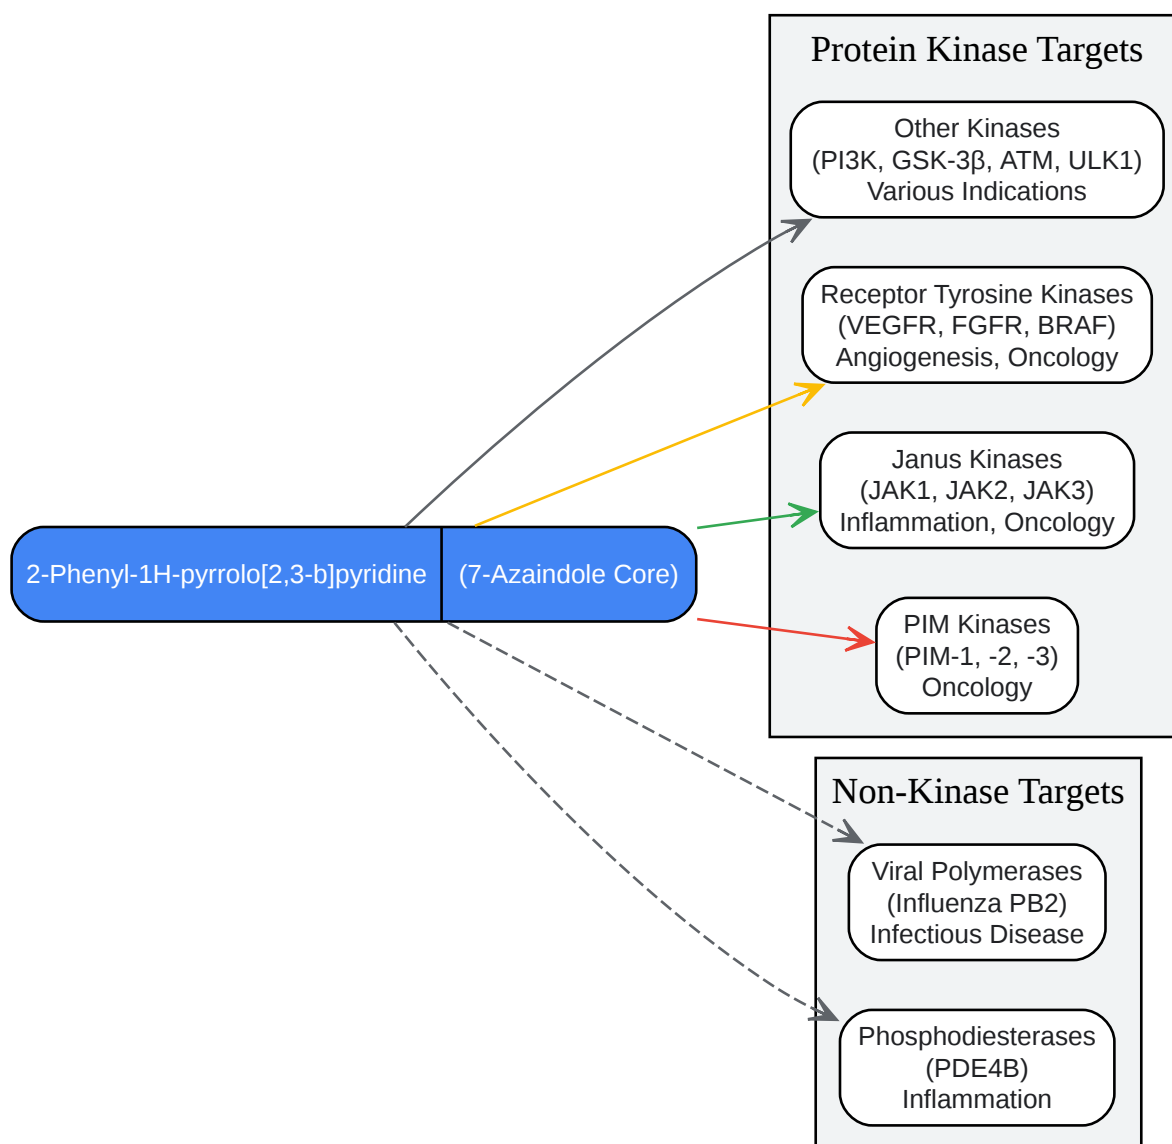 Protein Kinase Targets
Other Kinases
(PI3K, GSK-3β, ATM, ULK1)
Various Indications
Receptor Tyrosine Kinases
(VEGFR, FGFR, BRAF)
Angiogenesis, Oncology
Janus Kinases
(JAK1, JAK2, JAK3)
Inflammation, Oncology
2-Phenyl-1H-pyrrolo[2,3-b]pyridine
(7-Azaindole Core)
PIM Kinases
(PIM-1, -2, -3)
Oncology
Non-Kinase Targets
Viral Polymerases
(Influenza PB2)
Infectious Disease
Phosphodiesterases
(PDE4B)
Inflammation